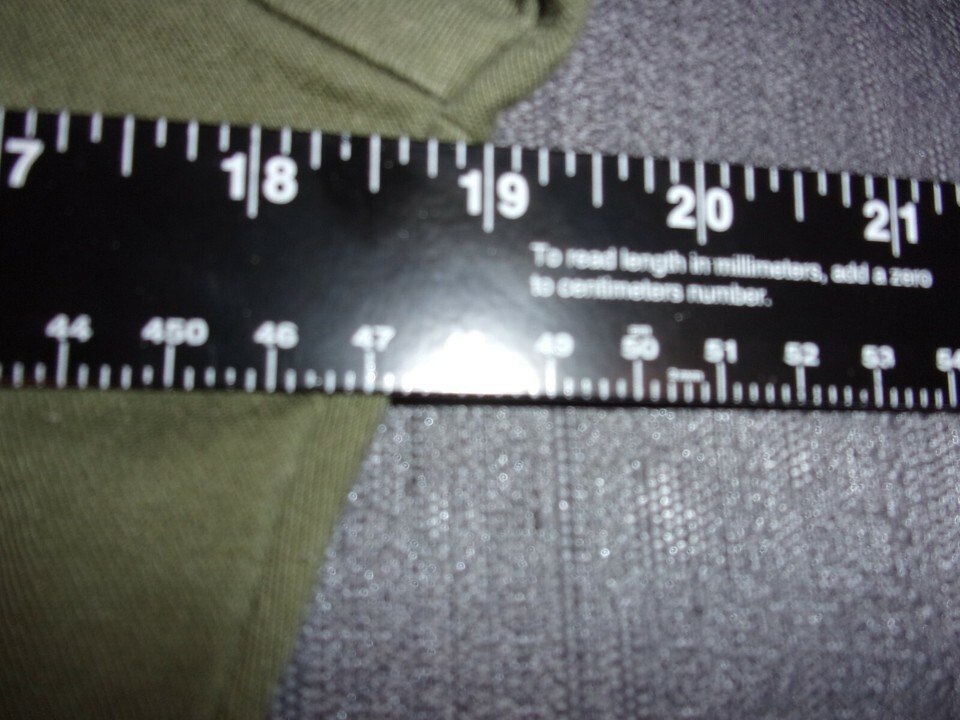 7 18 19 20 21
To read length in millimeters, add a zero
to centimeters number.
44 450 46 47 49 50 51 52 53